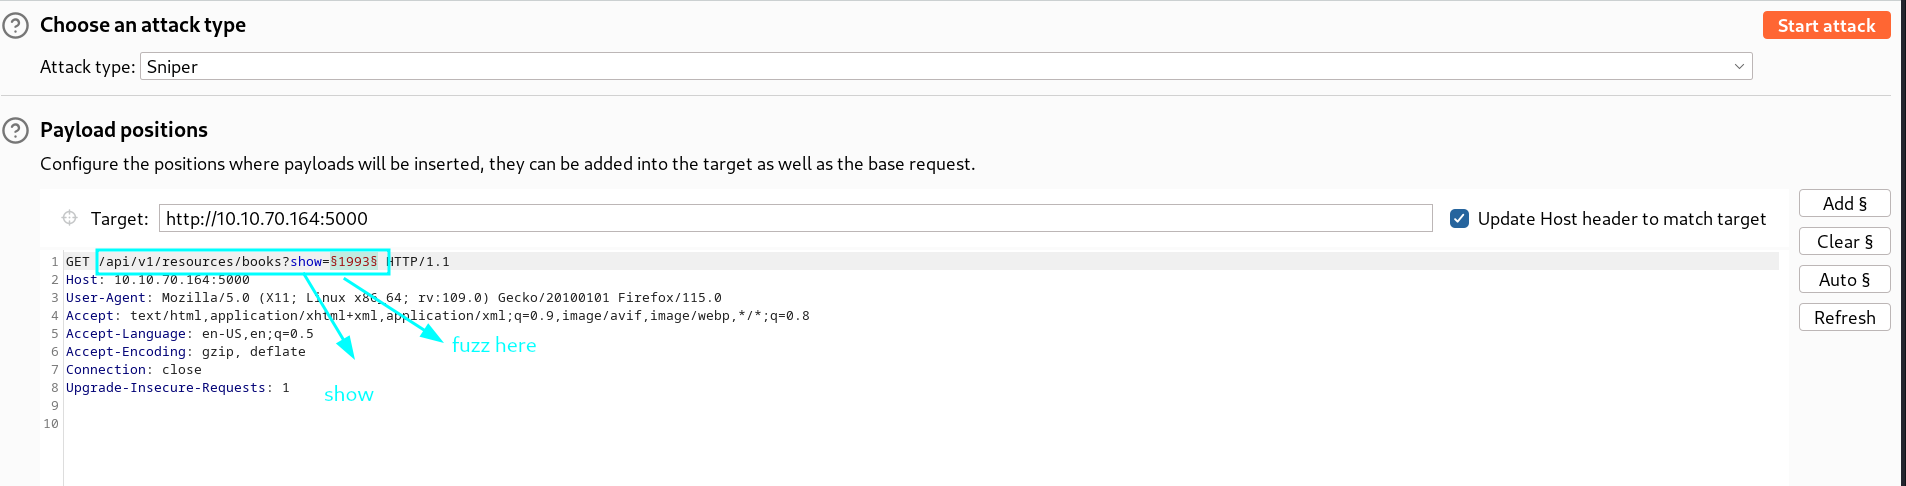 Choose an attack type
Start attack
Attack type: Sniper
Payload positions
Configure the positions where payloads will be inserted, they can be added into the target as well as the base request.
Target: http://10.10.70.164:5000
Update Host header to match target
Add §
Clear §
Auto §
Refresh
1 GET /api/v1/resources/books?show=§1993§ HTTP/1.1
2 Host: 10.10.70.164:5000
3 User-Agent: Mozilla/5.0 (X11; Linux x86_64; rv:109.0) Gecko/20100101 Firefox/115.0
4 Accept: text/html,application/xhtml+xml,application/xml;q=0.9,image/avif,image/webp,*/*;q=0.8
5 Accept-Language: en-US,en;q=0.5
6 Accept-Encoding: gzip, deflate
7 Connection: close
8 Upgrade-Insecure-Requests: 1
9
10
fuzz here
show